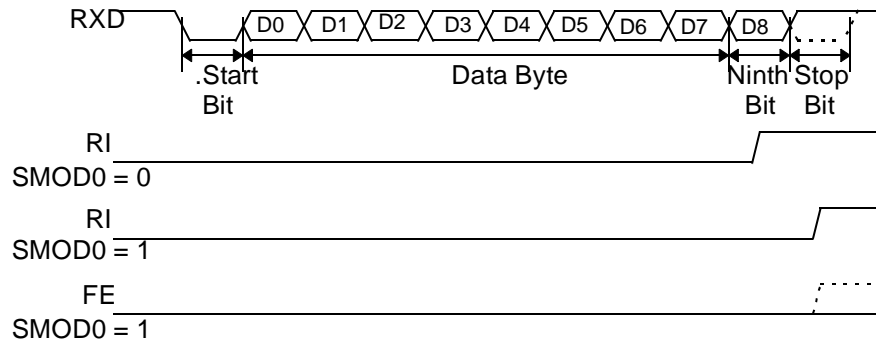 RXD D0 D1 D2 D3 D4 D5 D6 D7 D8
.Start Data Byte Ninth Stop
Bit Bit Bit
RI
SMOD0 = 0
RI
SMOD0 = 1
FE
SMOD0 = 1